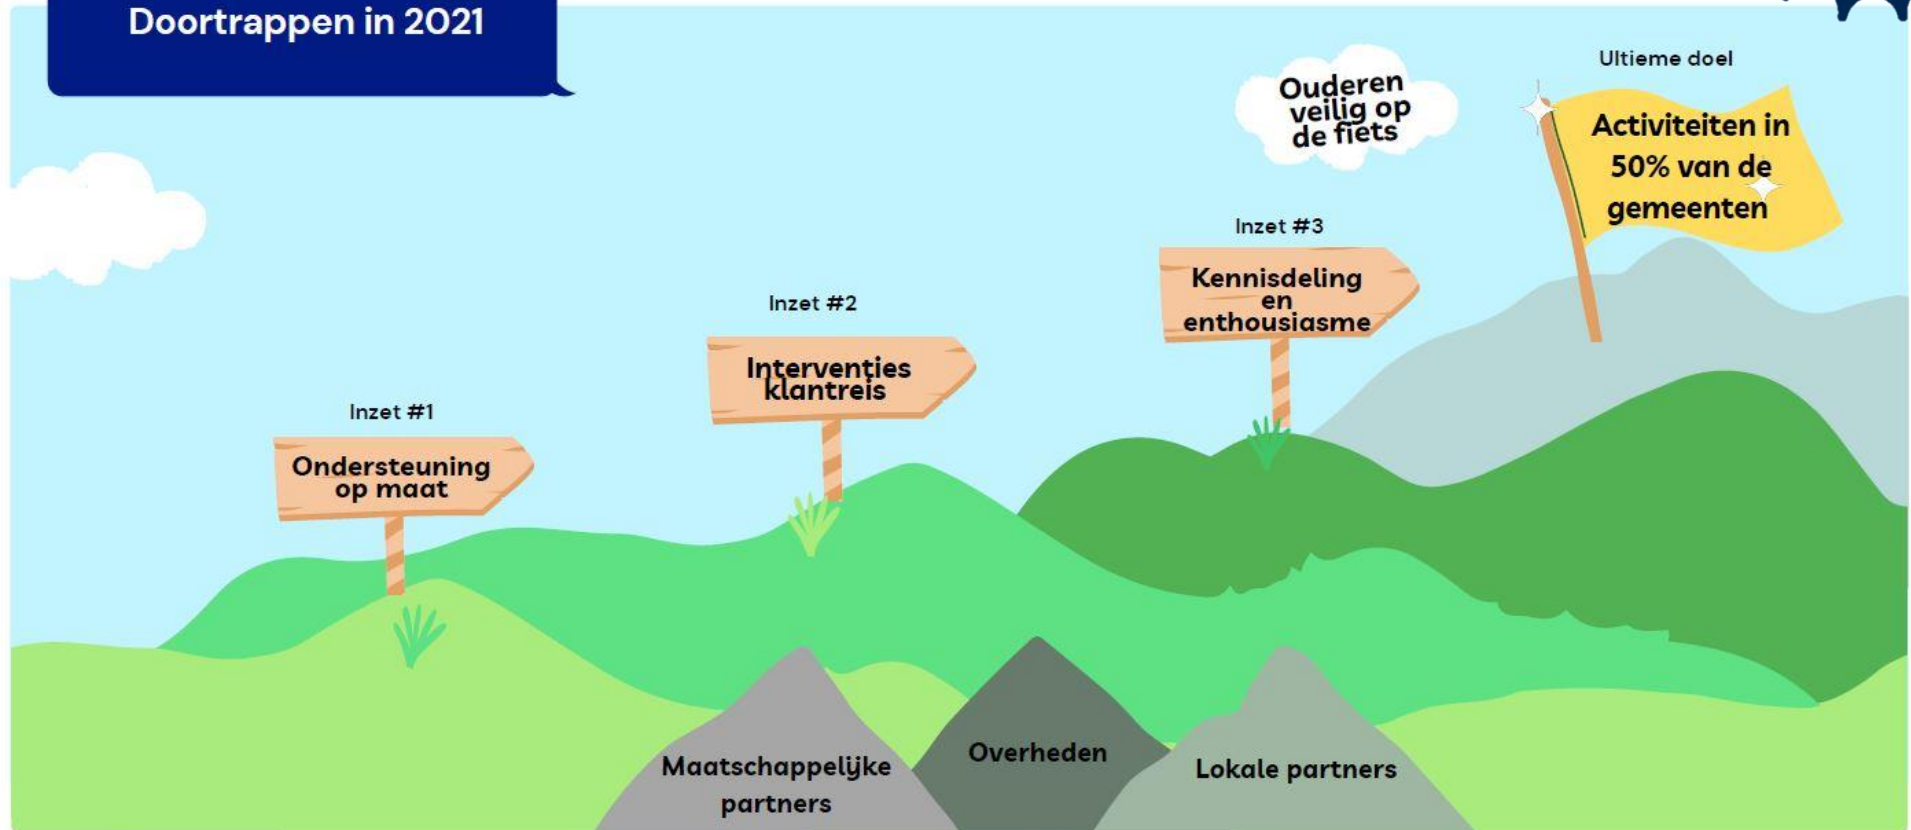 Doortrappen in 2021
Ultieme doel
Ouderen
veilig op
de fiets
Activiteiten in
50% van de
gemeenten
Inzet #3
Kennisdeling
en
enthousiasme
Inzet #2
Interventies
klantreis
Inzet #1
Ondersteuning
op maat
Maatschappelijke
partners
Overheden
Lokale partners